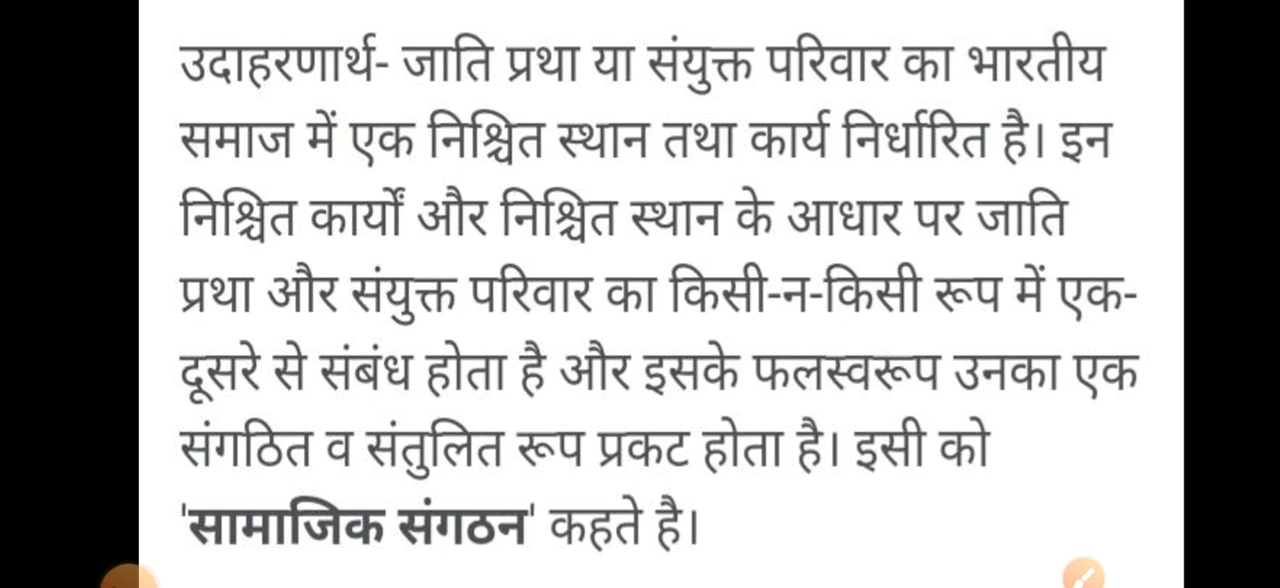 उदाहरणार्थ- जाति प्रथा या संयुक्त परिवार का भारतीय
समाज में एक निश्चित स्थान तथा कार्य निर्धारित है। इन
निश्चित कार्यों और निश्चित स्थान के आधार पर जाति
प्रथा और संयुक्त परिवार का किसी-न-किसी रूप में एक-
दूसरे से संबंध होता है और इसके फलस्वरूप उनका एक
संगठित व संतुलित रूप प्रकट होता है। इसी को
'सामाजिक संगठन' कहते है।